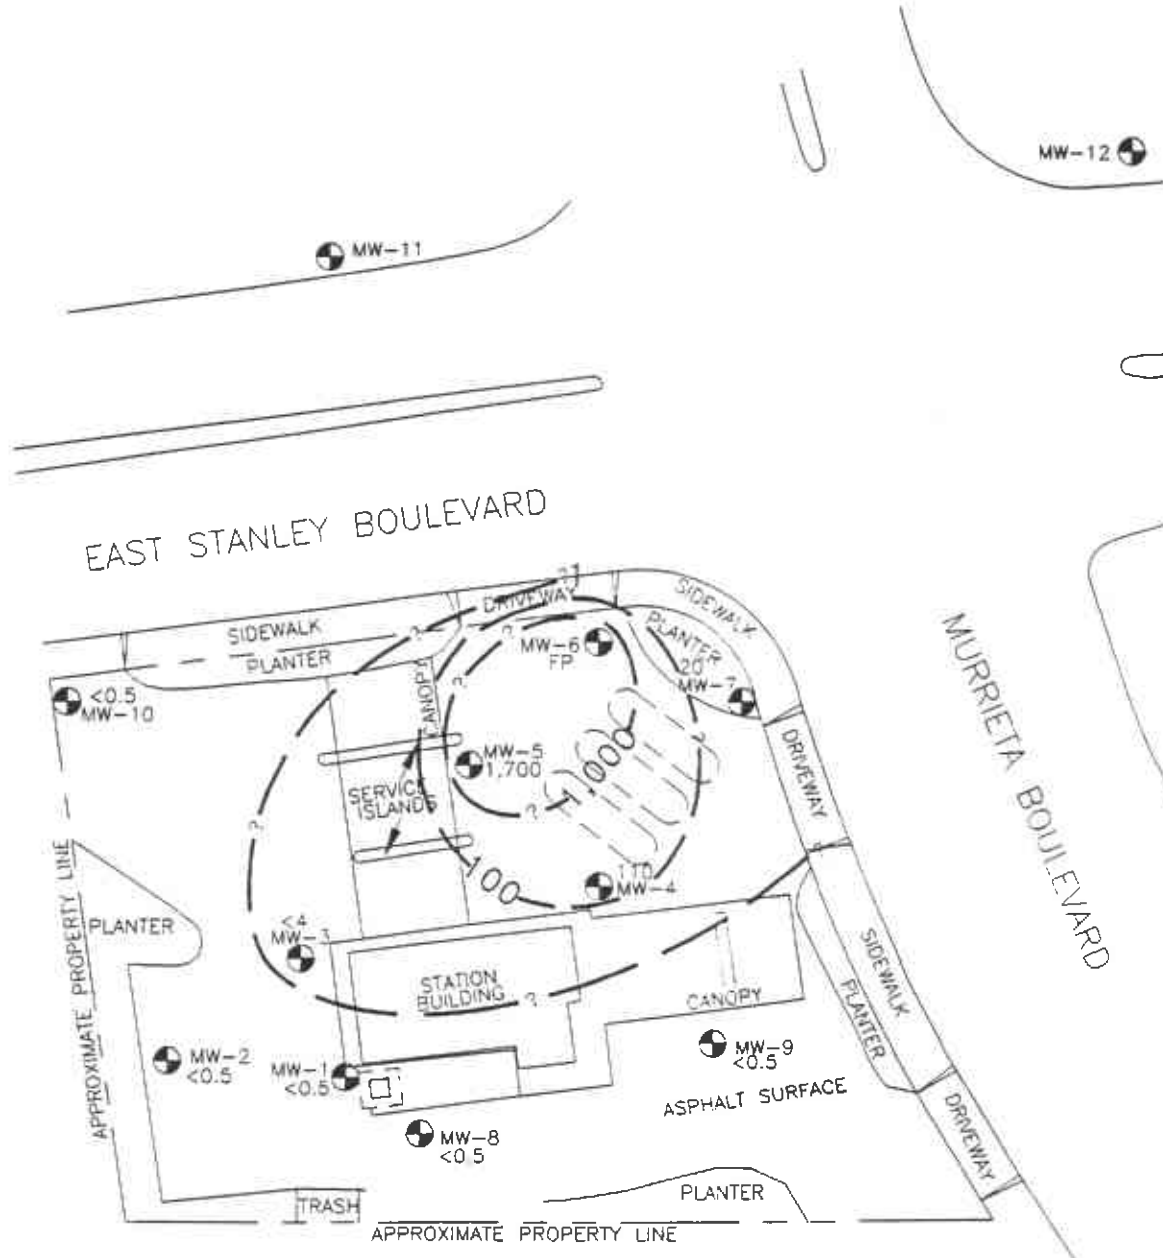 MW-12
MW-11
EAST STANLEY BOULEVARD
MURRIETA BOULEVARD
SIDEWALK
PLANTER
DRIVEWAY
SIDEWALK
PLANTER
MW-6
FP
20
MW-7
<0.5
MW-10
CANOPY
MW-5
1,700
SERVICE
ISLANDS
1,000
DRIVEWAY
100
110
MW-4
PLANTER
<4
MW-3
STATION
BUILDING
CANOPY
SIDEWALK
PLANTER
MW-2
<0.5
MW-1
<0.5
MW-9
<0.5
ASPHALT SURFACE
MW-8
<0.5
DRIVEWAY
TRASH
PLANTER
APPROXIMATE PROPERTY LINE
APPROXIMATE PROPERTY LINE
?
?
?
?
?
?
?